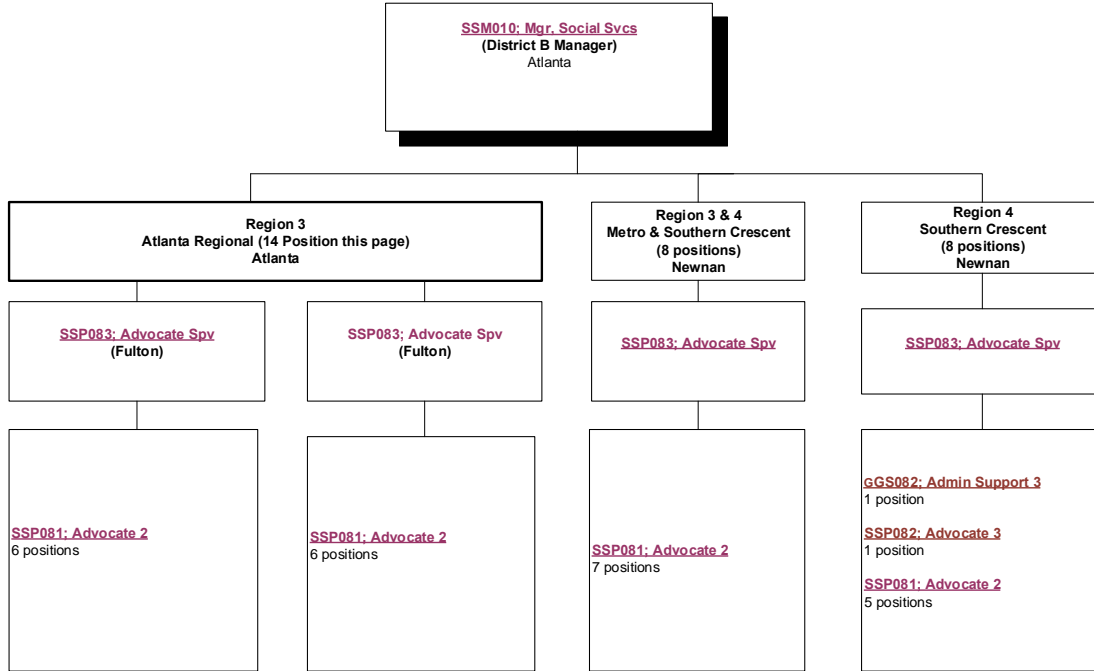 SSM010; Mgr. Social Svcs
(District B Manager)
Atlanta
Region 3
Atlanta Regional (14 Position this page)
Atlanta
Region 3 & 4
Metro & Southern Crescent
(8 positions)
Newnan
Region 4
Southern Crescent
(8 positions)
Newnan
SSP083; Advocate Spv
(Fulton)
SSP083; Advocate Spv
(Fulton)
SSP083; Advocate Spv
SSP083; Advocate Spv
SSP081; Advocate 2
6 positions
SSP081; Advocate 2
6 positions
SSP081; Advocate 2
7 positions
GGS082; Admin Support 3
1 position
SSP082; Advocate 3
1 position
SSP081; Advocate 2
5 positions